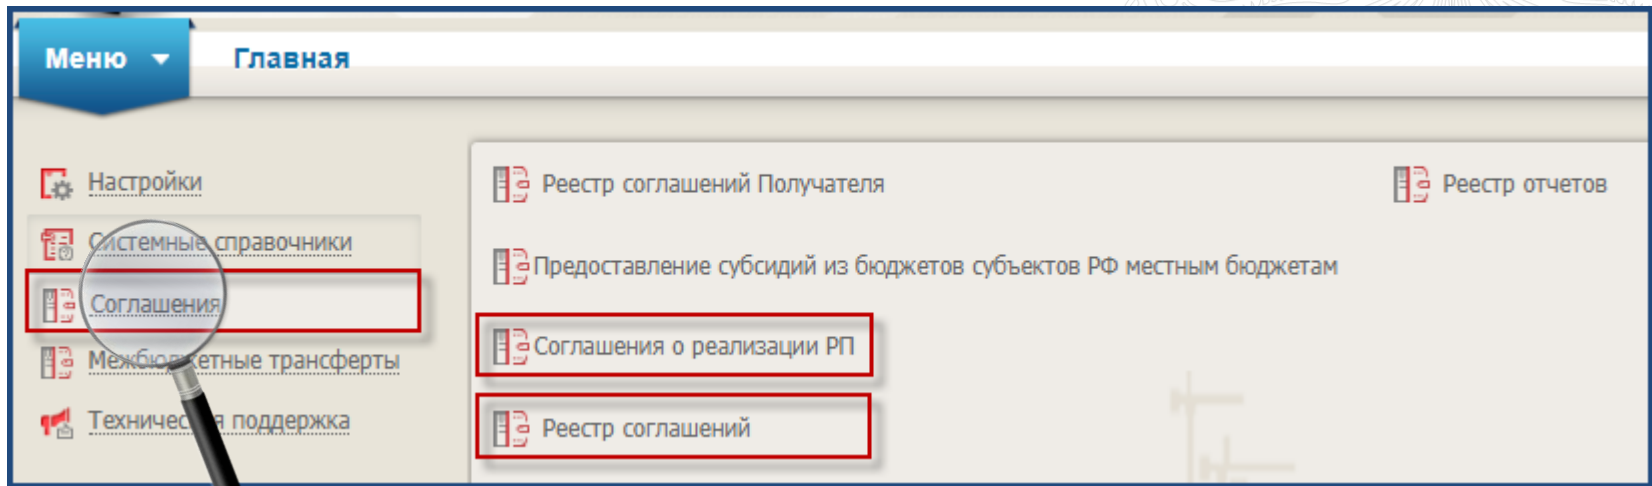 Меню Главная
Настройки
Системные справочники
Соглашения
Межбюджетные трансферты
Техническая поддержка
Реестр соглашений Получателя
Реестр отчетов
Предоставление субсидий из бюджетов субъектов РФ местным бюджетам
Соглашения о реализации РП
Реестр соглашений